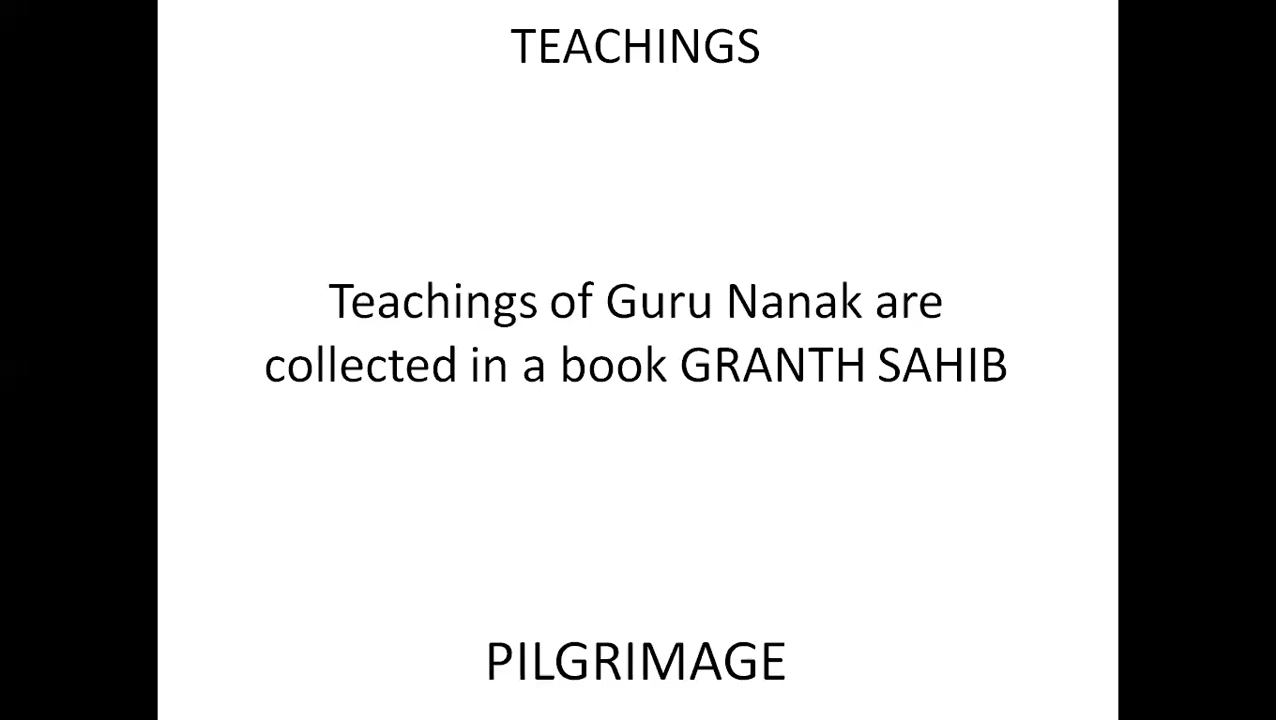 TEACHINGS
Teachings of Guru Nanak are
collected in a book GRANTH SAHIB
PILGRIMAGE